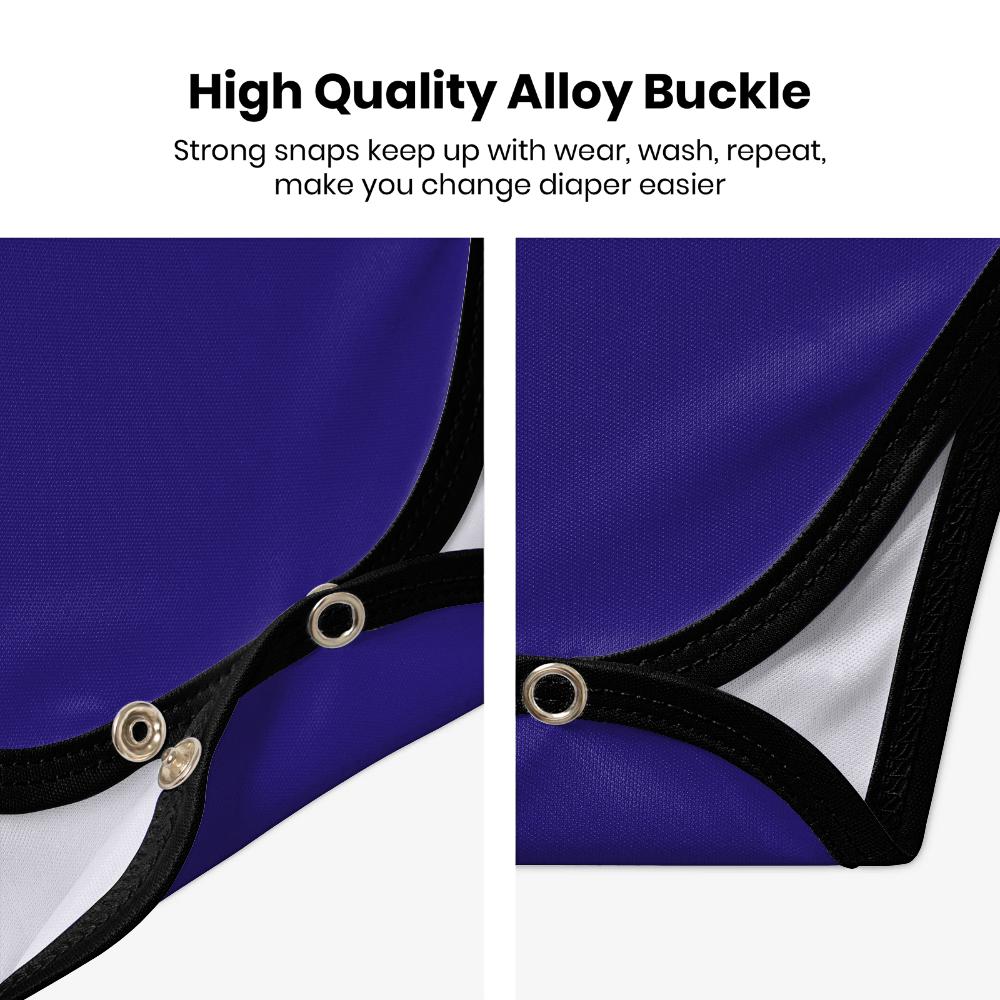 High Quality Alloy Buckle
Strong snaps keep up with wear, wash, repeat,
make you change diaper easier